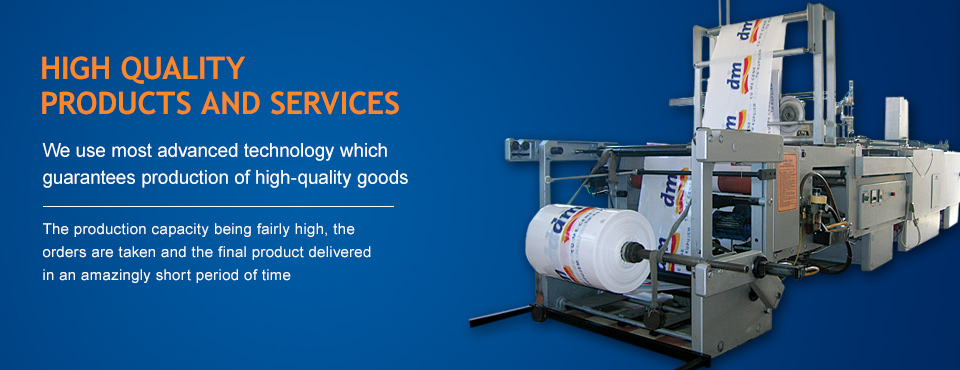 HIGH QUALITY
PRODUCTS AND SERVICES
We use most advanced technology which
guarantees production of high-quality goods
The production capacity being fairly high, the
orders are taken and the final product delivered
in an amazingly short period of time
dm
dm
dm
dm
dm
dm